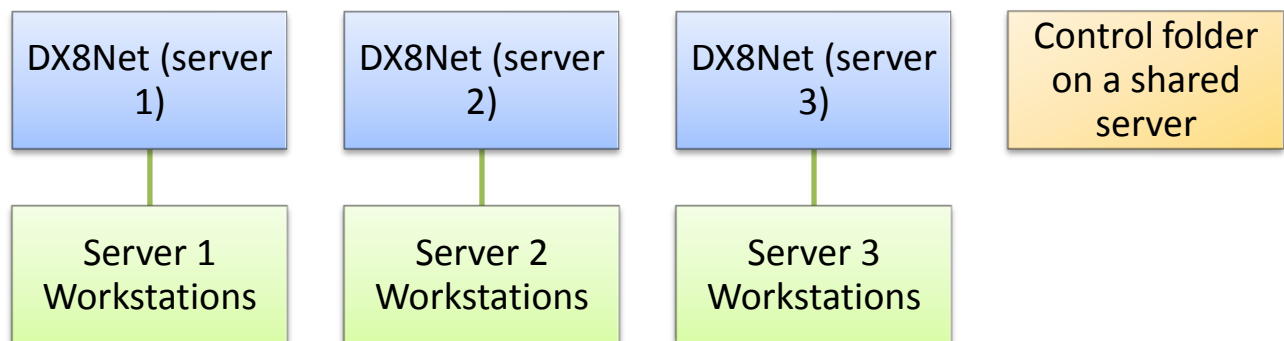 DX8Net (server
1)
DX8Net (server
2)
DX8Net (server
3)
Control folder
on a shared
server
Server 1
Workstations
Server 2
Workstations
Server 3
Workstations